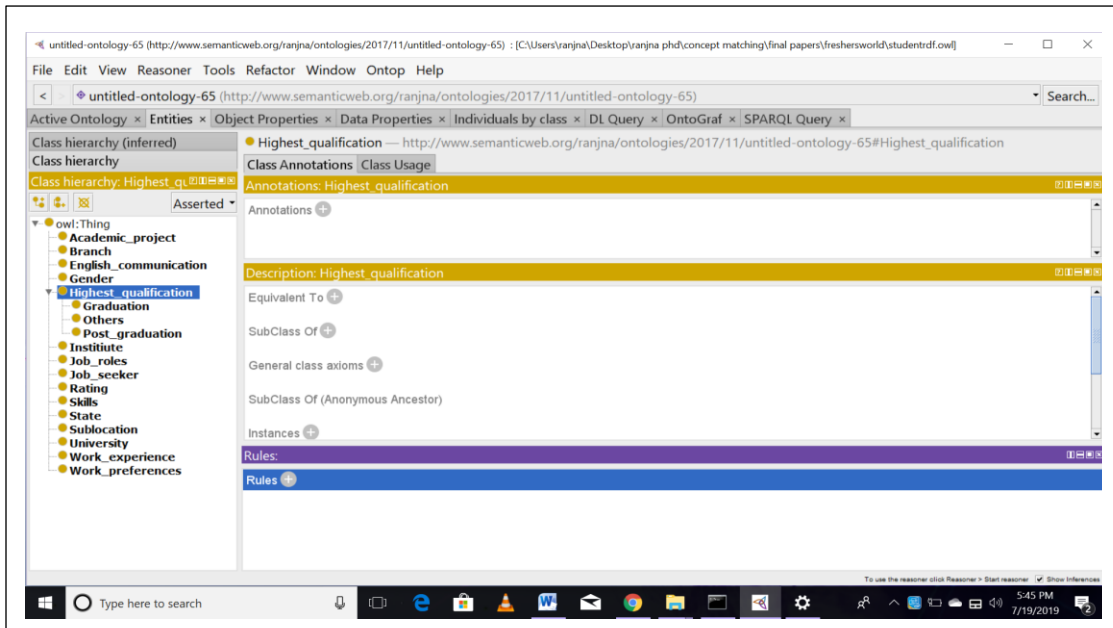 untitled-ontology-65 (http://www.semanticweb.org/ranjna/ontologies/2017/11/untitled-ontology-65) : [C:\Users\ranjna\Desktop\ranjna phd\concept matching\final papers\freshersworld\studentrdf.owl]
File Edit View Reasoner Tools Refactor Window Ontop Help
< > untitled-ontology-65 (http://www.semanticweb.org/ranjna/ontologies/2017/11/untitled-ontology-65) Search...
Active Ontology × Entities × Object Properties × Data Properties × Individuals by class × DL Query × OntoGraf × SPARQL Query ×
Class hierarchy (inferred)
Class hierarchy
Class hierarchy: Highest_qu
Asserted
owl:Thing
Academic_project
Branch
English_communication
Gender
Highest_qualification
Graduation
Others
Post_graduation
Institiute
Job_roles
Job_seeker
Rating
Skills
State
Sublocation
University
Work_experience
Work_preferences
Highest_qualification — http://www.semanticweb.org/ranjna/ontologies/2017/11/untitled-ontology-65#Highest_qualification
Class Annotations Class Usage
Annotations: Highest_qualification
Annotations
Description: Highest_qualification
Equivalent To
SubClass Of
General class axioms
SubClass Of (Anonymous Ancestor)
Instances
Rules:
Rules
To use the reasoner click Reasoner > Start reasoner Show Inferences
Type here to search
5:45 PM
7/19/2019
2